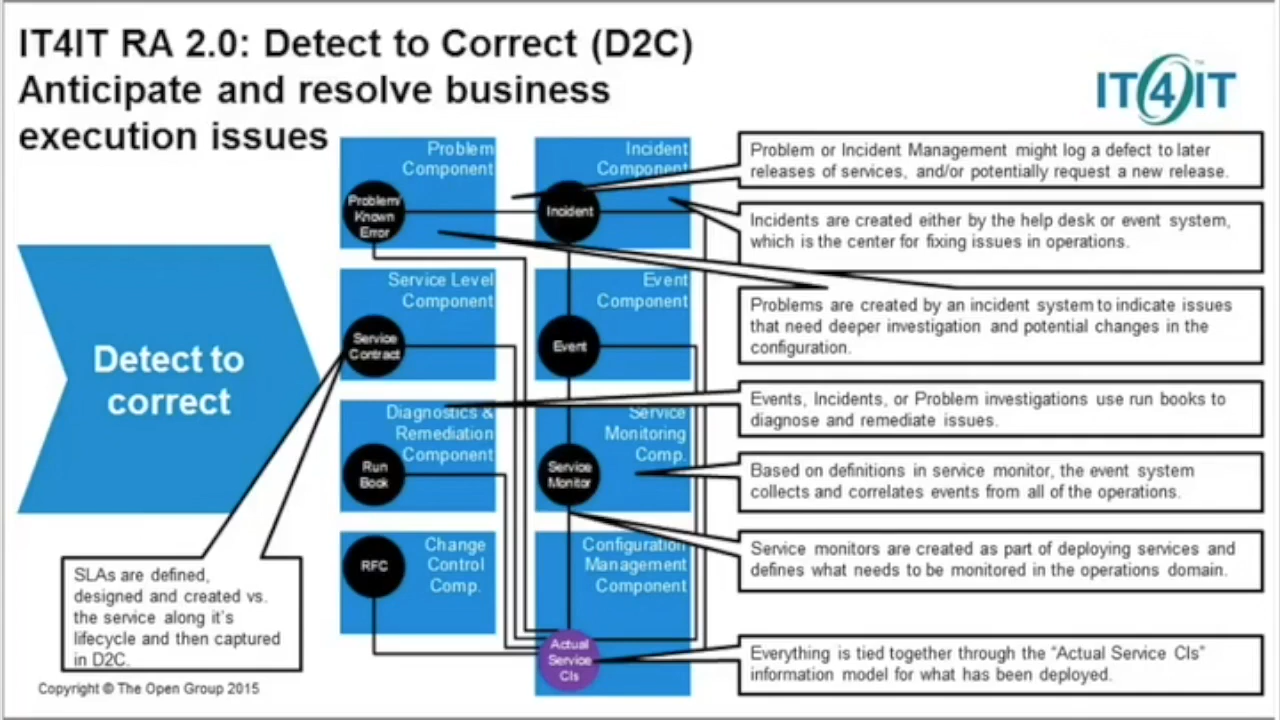 IT4IT RA 2.0: Detect to Correct (D2C)
Anticipate and resolve business
execution issues
IT4IT
TM
Problem
Component
Problem/
Known
Error
Incident
Component
Incident
Problem or Incident Management might log a defect to later
releases of services, and/or potentially request a new release.
Incidents are created either by the help desk or event system,
which is the center for fixing issues in operations.
Service Level
Component
Service
Contract
Event
Component
Event
Problems are created by an incident system to indicate issues
that need deeper investigation and potential changes in the
configuration.
Detect to
correct
Diagnostics &
Remediation
Component
Run
Book
Service
Monitoring
Comp.
Service
Monitor
Events, Incidents, or Problem investigations use run books to
diagnose and remediate issues.
Based on definitions in service monitor, the event system
collects and correlates events from all of the operations.
RFC
Change
Control
Comp.
Configuration
Management
Component
Service monitors are created as part of deploying services and
defines what needs to be monitored in the operations domain.
SLAs are defined,
designed and created vs.
the service along it's
lifecycle and then captured
in D2C.
Actual
Service
CIs
Everything is tied together through the “Actual Service CIs”
information model for what has been deployed.
Copyright © The Open Group 2015